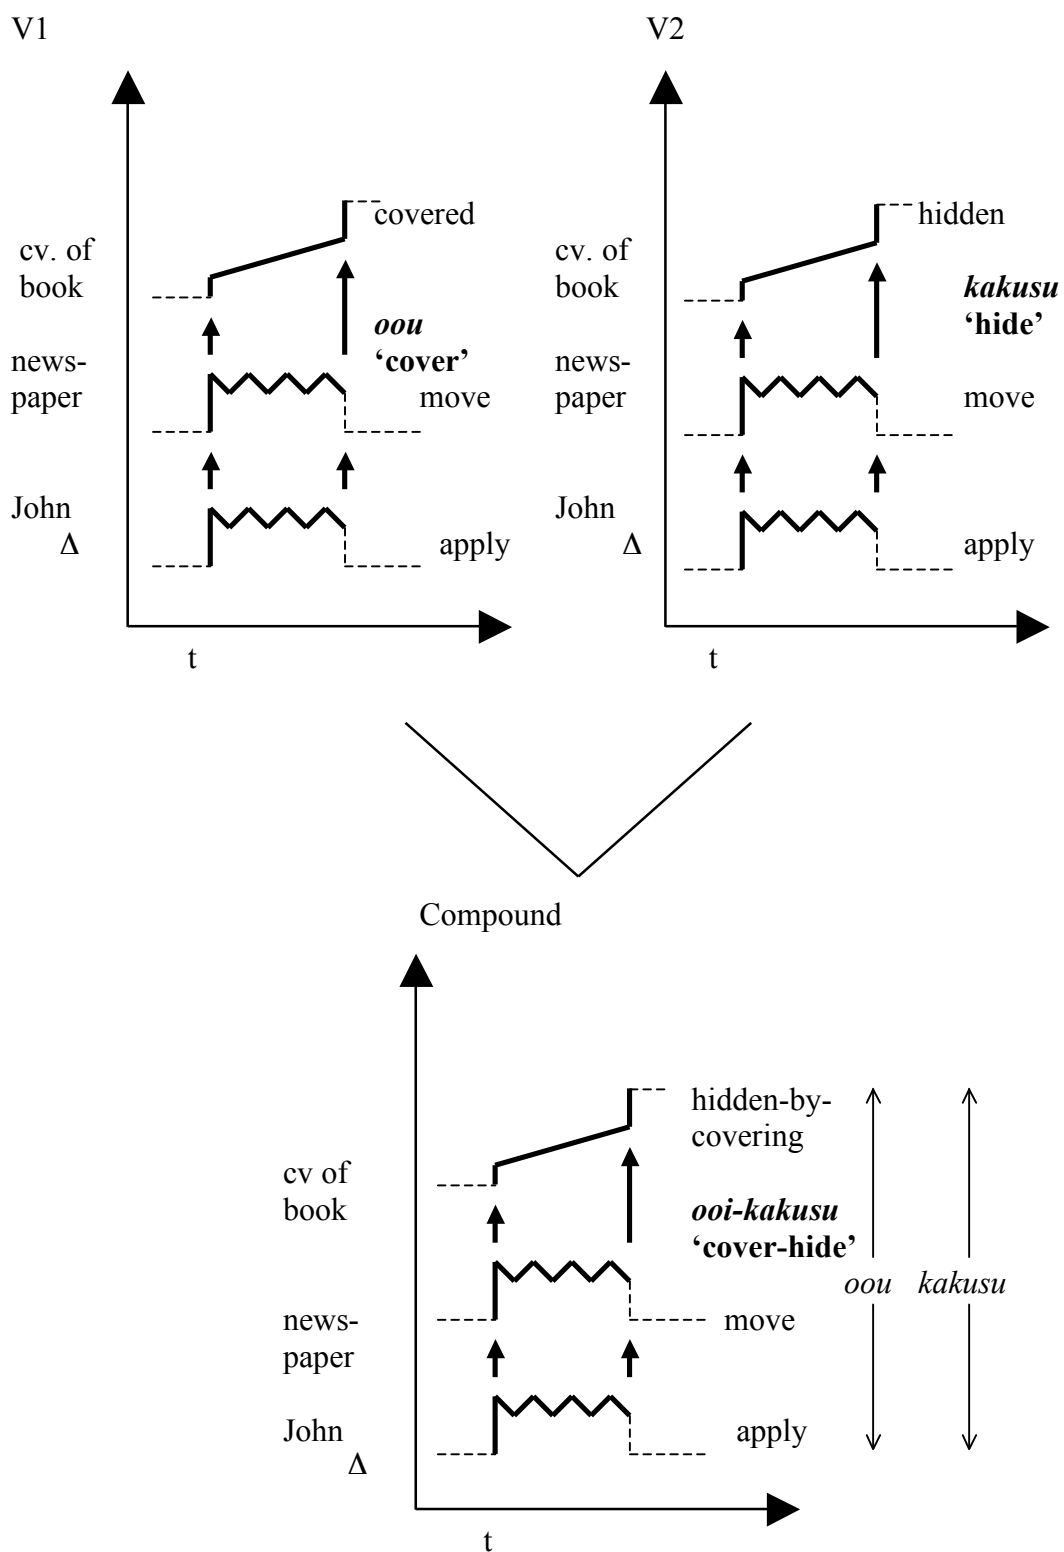 V1
covered
cv. of
book
oou
‘cover’
news-
paper
move
John
Δ
apply
t
V2
hidden
cv. of
book
kakusu
‘hide’
news-
paper
move
John
Δ
apply
t
Compound
hidden-by-
covering
cv of
book
ooi-kakusu
‘cover-hide’
oou
kakusu
news-
paper
move
John
Δ
apply
t